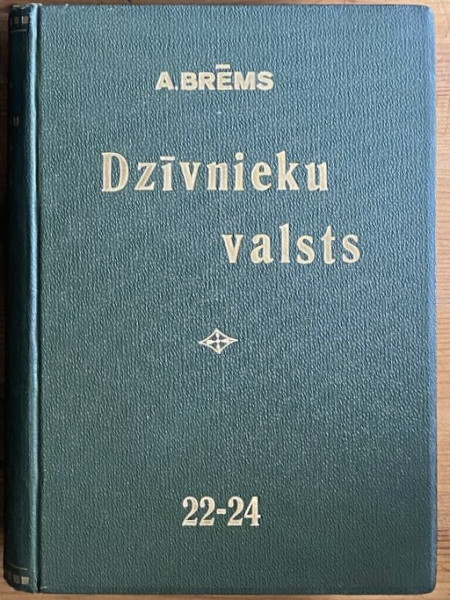 A.BRĒMS
Dzīvnieku
valsts
22-24